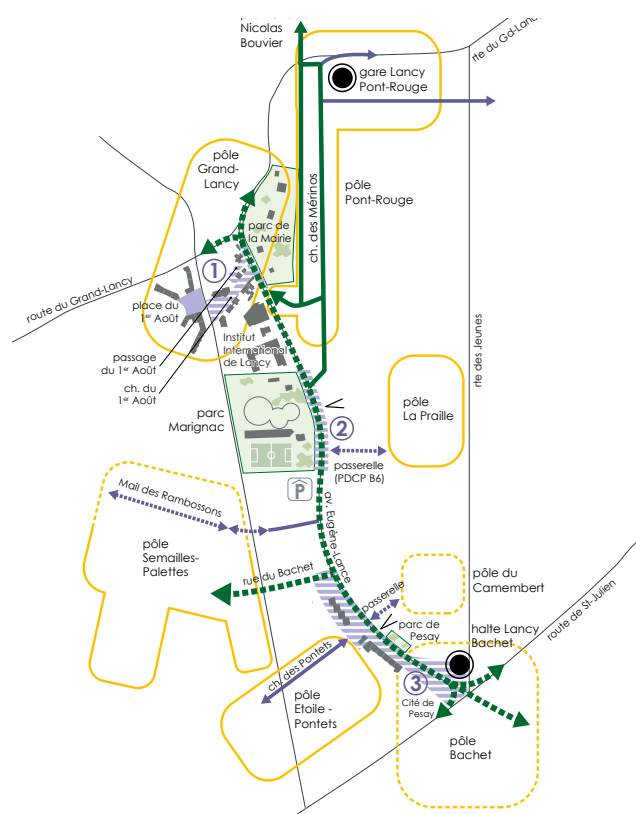 Nicolas
Bouvier
rte du Gd-Lanc
gare Lancy
Pont-Rouge
pôle
Grand-
Lancy
pôle
Pont-Rouge
ch. des Mérinos
parc de
la Mairie
1
route du Grand-Lancy
place du
1er Août
passage
du 1er Août
ch. du
1er Août
Institut
International
de Lancy
rte des Jeunes
parc
Marignac
2
pôle
La Praille
passerelle
(PDCP B6)
P
av. Eugène-Lance
Mail des Rambossons
pôle
Semailles-
Palettes
rue du Bachet
passerelle
pôle du
Camembert
route de St-Julien
parc de
Pesay
halte Lancy
Bachet
ch. des Pontets
3
Cité de
Pesay
pôle
Etoile -
Pontets
pôle
Bachet